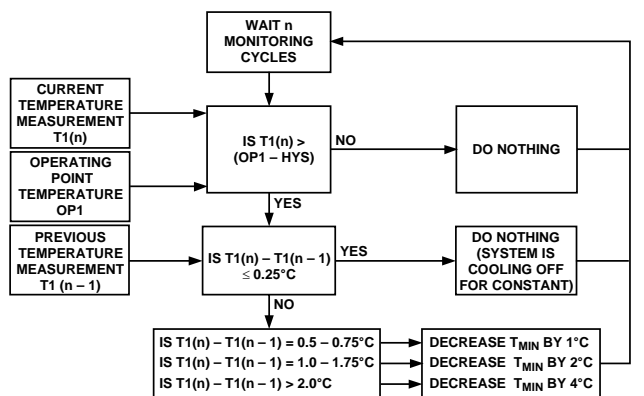 WAIT n
MONITORING
CYCLES
CURRENT
TEMPERATURE
MEASUREMENT
T1(n)
OPERATING
POINT
TEMPERATURE
OP1
PREVIOUS
TEMPERATURE
MEASUREMENT
T1 (n – 1)
IS T1(n) >
(OP1 – HYS)
NO
DO NOTHING
YES
IS T1(n) – T1(n – 1)
≤ 0.25°C
YES
DO NOTHING
(SYSTEM IS
COOLING OFF
FOR CONSTANT)
NO
IS T1(n) – T1(n – 1) = 0.5 – 0.75°C
IS T1(n) – T1(n – 1) = 1.0 – 1.75°C
IS T1(n) – T1(n – 1) > 2.0°C
DECREASE TMIN BY 1°C
DECREASE TMIN BY 2°C
DECREASE TMIN BY 4°C